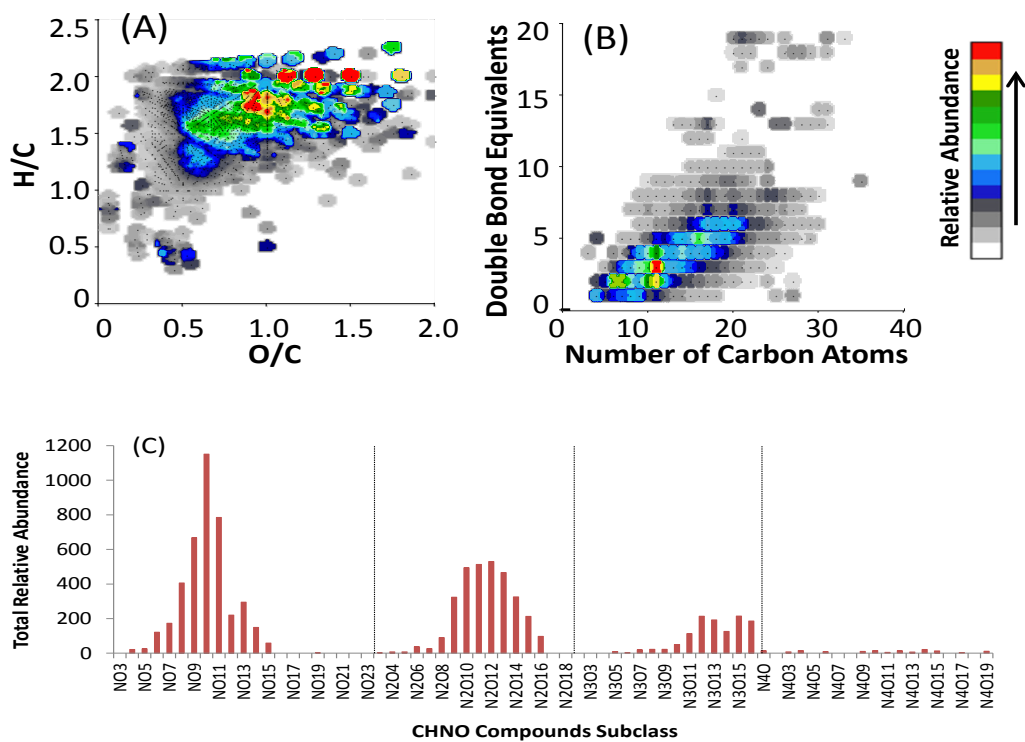 (A)
2.5
2.0
1.5
1.0
0.5
0
H/C
0 0.5 1.0 1.5 2.0
O/C
(B)
20
15
10
5
0
Double Bond Equivalents
0 10 20 30 40
Number of Carbon Atoms
Relative Abundance
(C)
1200
1000
800
600
400
200
0
Total Relative Abundance
NO3 NO5 NO7 NO9 NO11 NO13 NO15 NO17 NO19 NO21 NO23 N2O4 N2O6 N2O8 N2O10 N2O12 N2O14 N2O16 N2O18 N3O3 N3O5 N3O7 N3O9 N3O11 N3O13 N3O15 N4O N4O3 N4O5 N4O7 N4O9 N4O11 N4O13 N4O15 N4O17 N4O19
CHNO Compounds Subclass